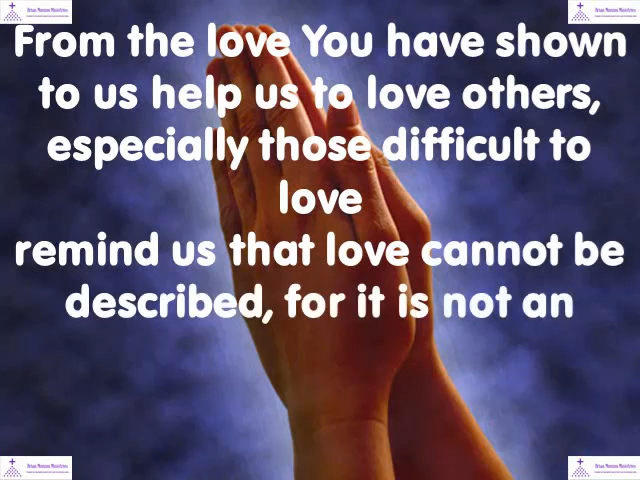 From the love You have shown
to us help us to love others,
especially those difficult to
love
remind us that love cannot be
described, for it is not an